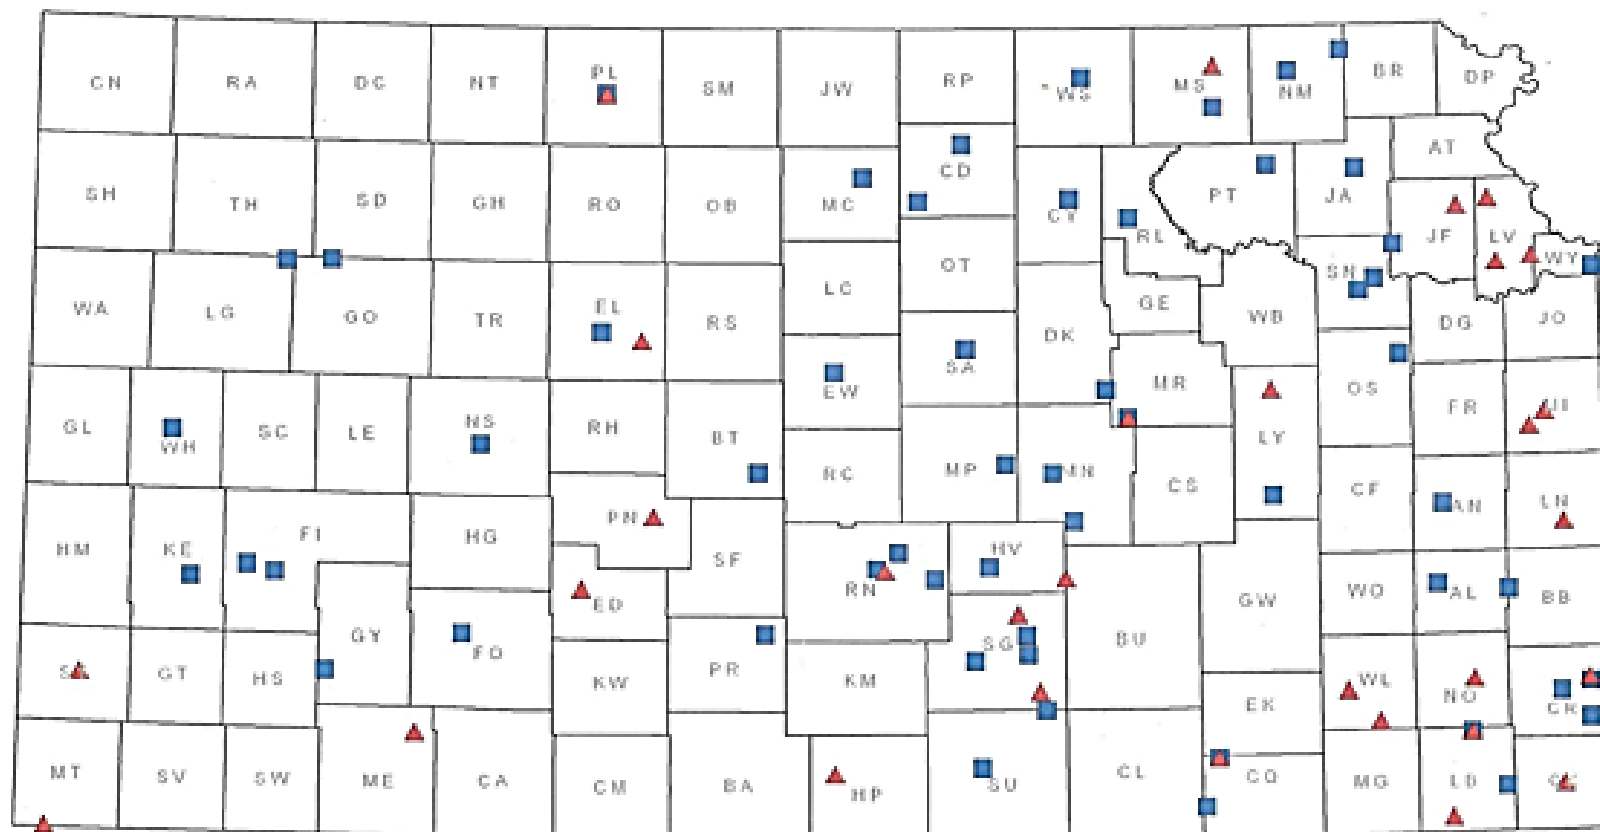 CN RA DC NT PL SM JW RP WS MS NM BR DP
SH TH SD GH RO OB MC CD CY RL PT JA AT
JF LV WY
WA LG GO TR EL RS LC OT DK GE WB SN DG JO
GL WH SC LE NS RH BT EW SA MR LY OS FR
HM KE FI HG PN SF RC MP MN CS CF AN LN
GY FO ED RN HV SG BU GW WO AL BB
GT HS KW PR KM EK WL NO CR
MT SV SW ME CA CM BA HP SU CL CQ MG LB